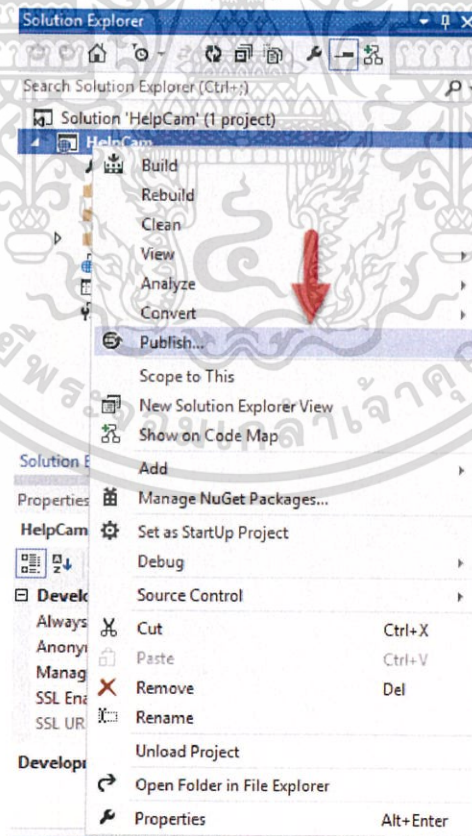 Solution Explorer
Search Solution Explorer (Ctrl+;)
Solution 'HelpCam' (1 project)
HelpCam
Build
Rebuild
Clean
View
Analyze
Convert
Publish...
Scope to This
New Solution Explorer View
Show on Code Map
Solution E
Add
Properties
Manage NuGet Packages...
HelpCam
Set as StartUp Project
Debug
Develo
Source Control
Always
Cut Ctrl+X
Anony
Paste Ctrl+V
Manag
Remove Del
SSL Ena
Rename
SSL UR
Unload Project
Develop
Open Folder in File Explorer
Properties Alt+Enter